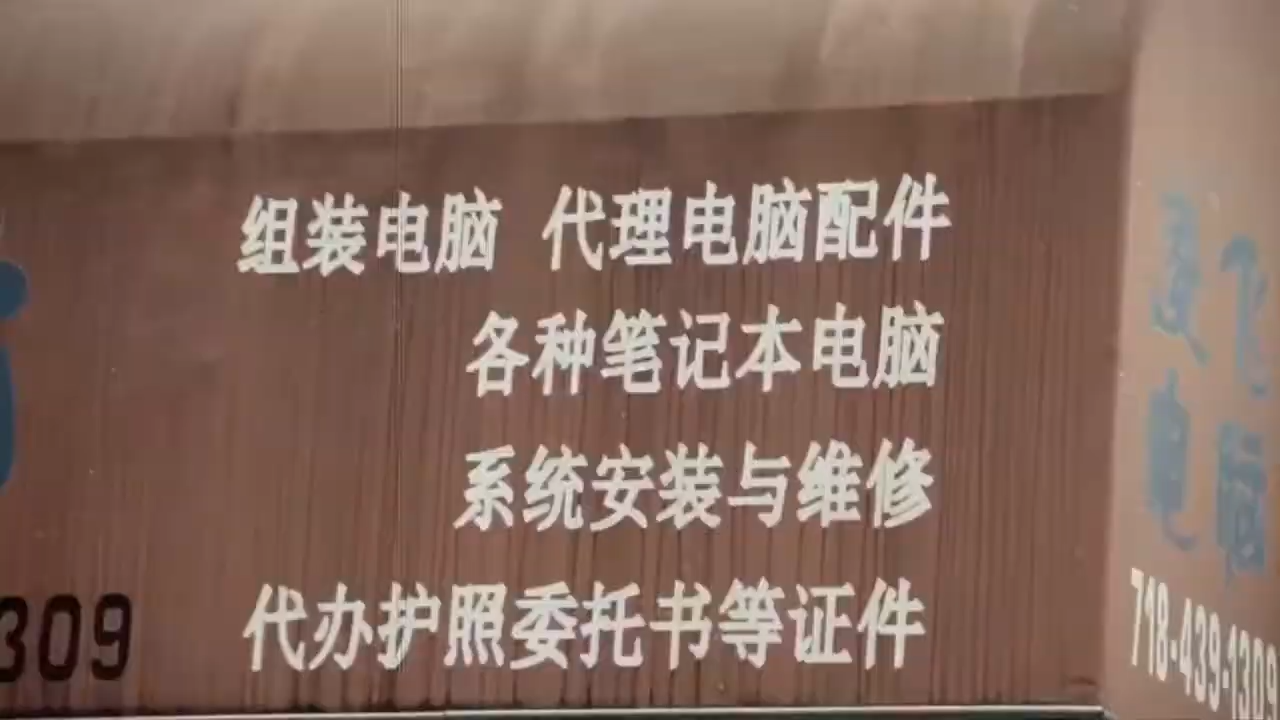 组装电脑 代理电脑配件
各种笔记本电脑
系统安装与维修
代办护照委托书等证件
309
飞
电脑
718-439-1309